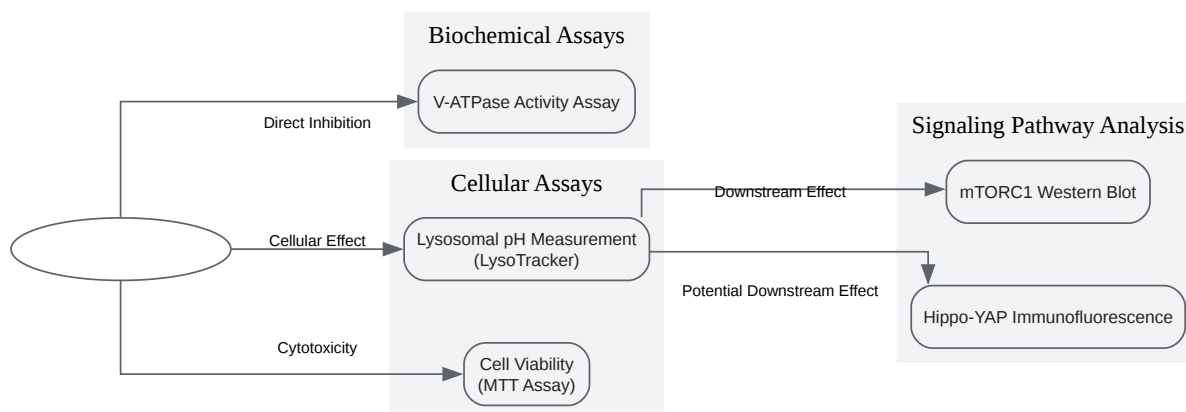 Biochemical Assays
V-ATPase Activity Assay
Direct Inhibition
Signaling Pathway Analysis
Cellular Assays
Downstream Effect
mTORC1 Western Blot
Cellular Effect
Lysosomal pH Measurement
(LysoTracker)
Potential Downstream Effect
Hippo-YAP Immunofluorescence
Cytotoxicity
Cell Viability
(MTT Assay)